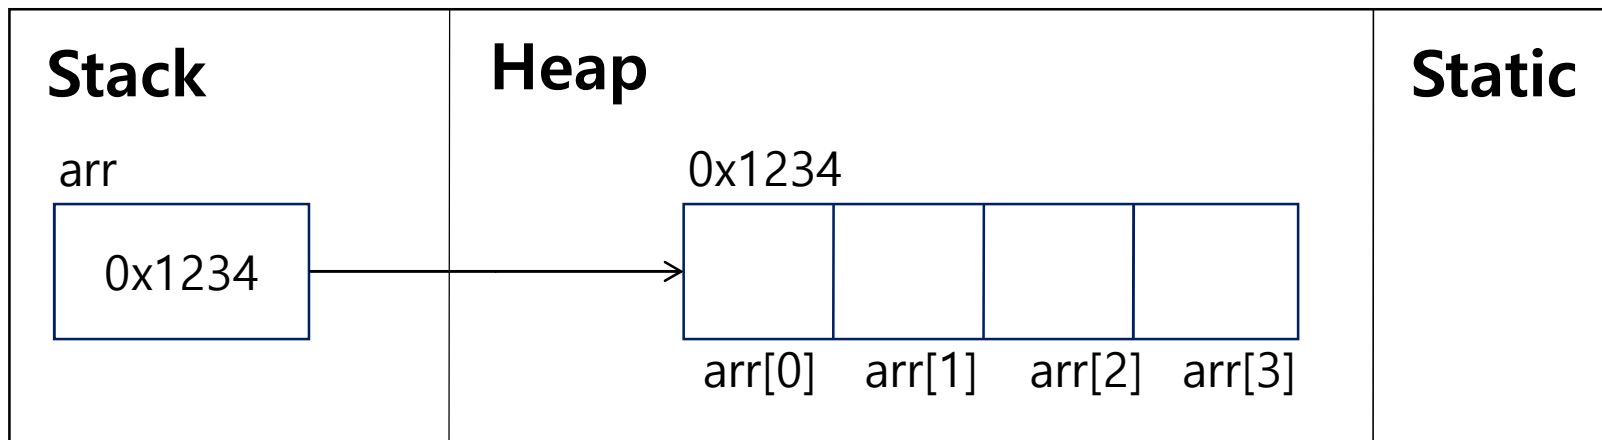 Stack
Heap
Static
arr
0x1234
0x1234
arr[0]
arr[1]
arr[2]
arr[3]